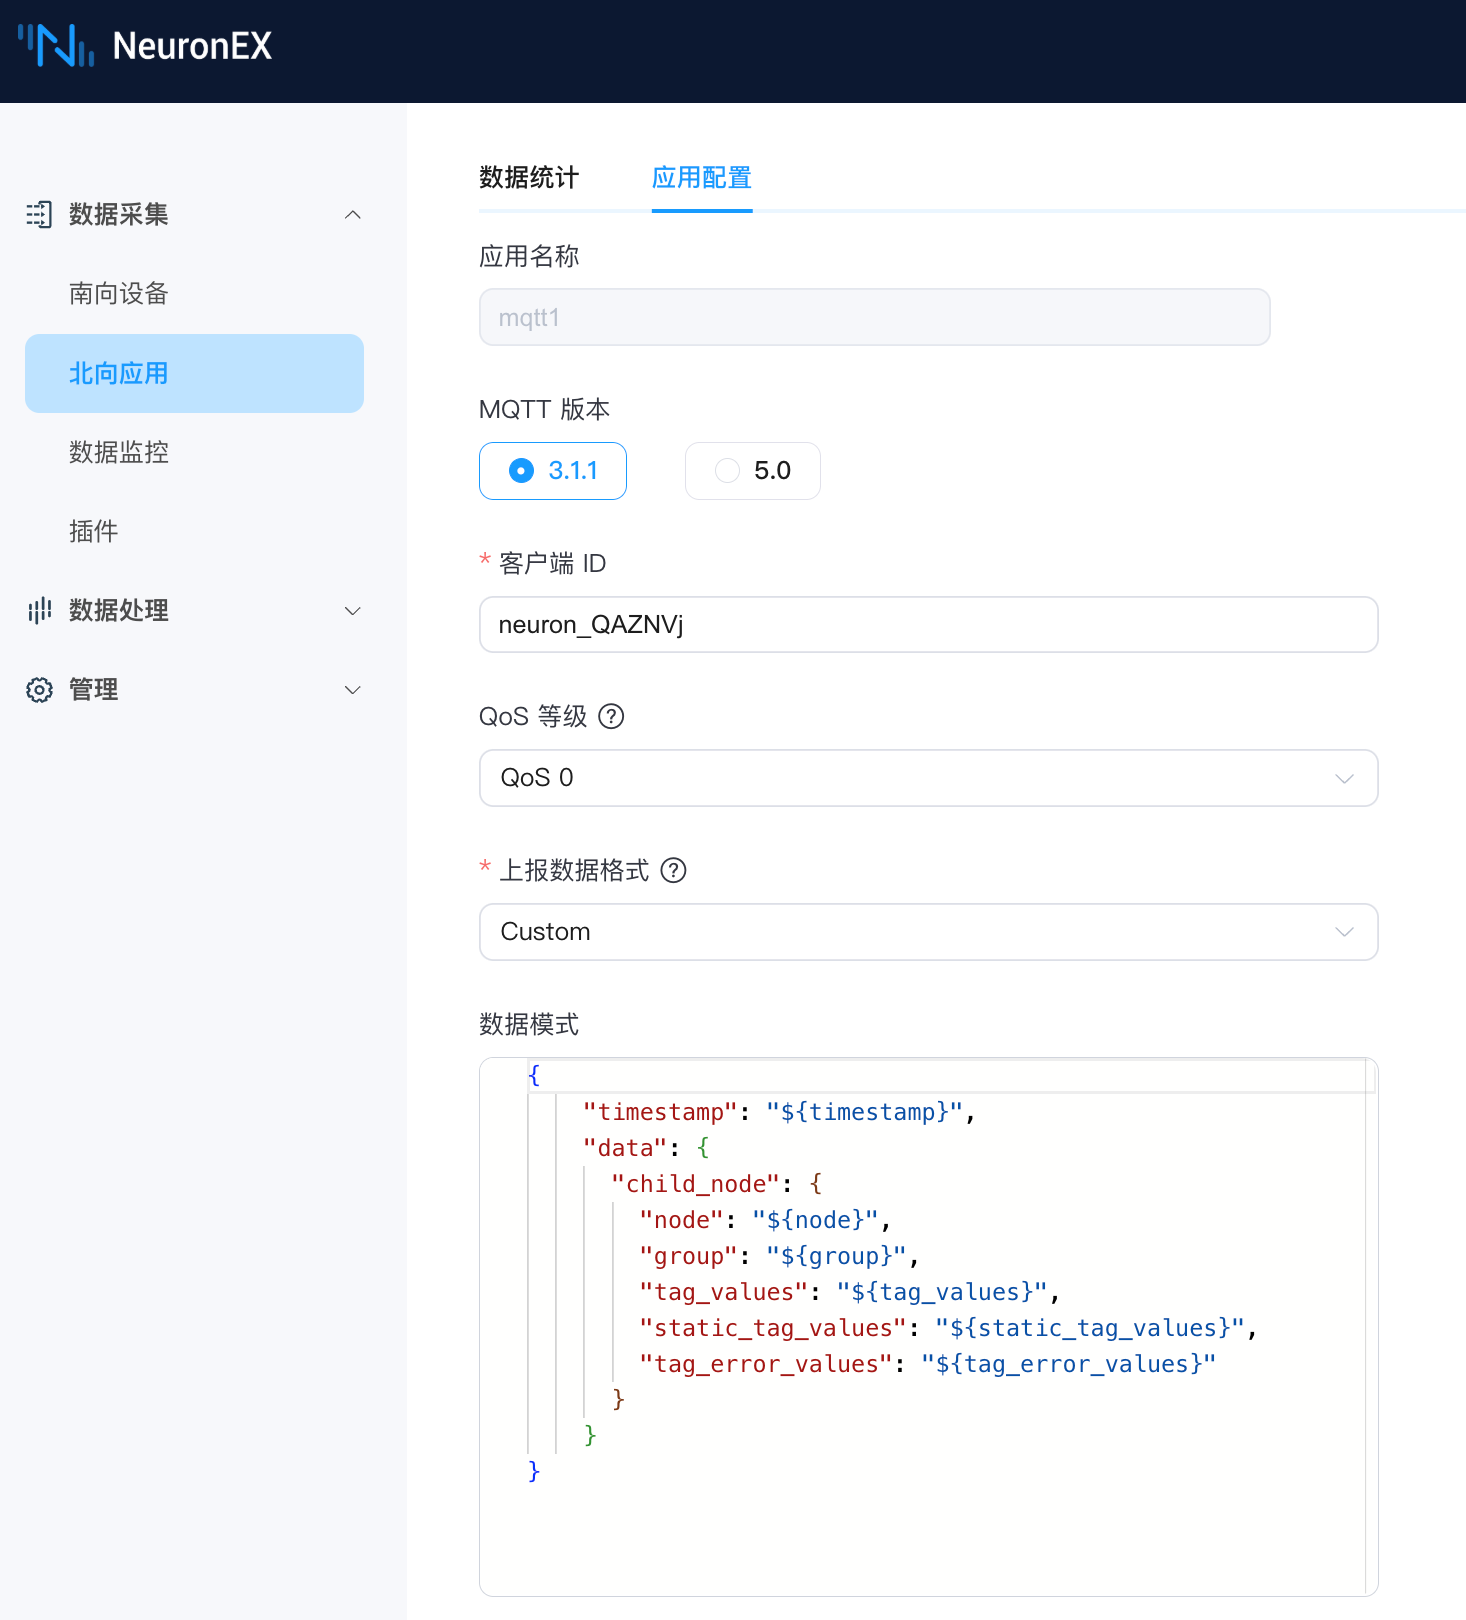 NeuronEX
数据采集
南向设备
北向应用
数据监控
插件
数据处理
管理
数据统计
应用配置
应用名称
mqtt1
MQTT 版本
3.1.1
5.0
* 客户端 ID
neuron_QAZNVj
QoS 等级 ?
QoS 0
* 上报数据格式 ?
Custom
数据模式
{
"timestamp": "${timestamp}",
"data": {
"child_node": {
"node": "${node}",
"group": "${group}",
"tag_values": "${tag_values}",
"static_tag_values": "${static_tag_values}",
"tag_error_values": "${tag_error_values}"
}
}
}